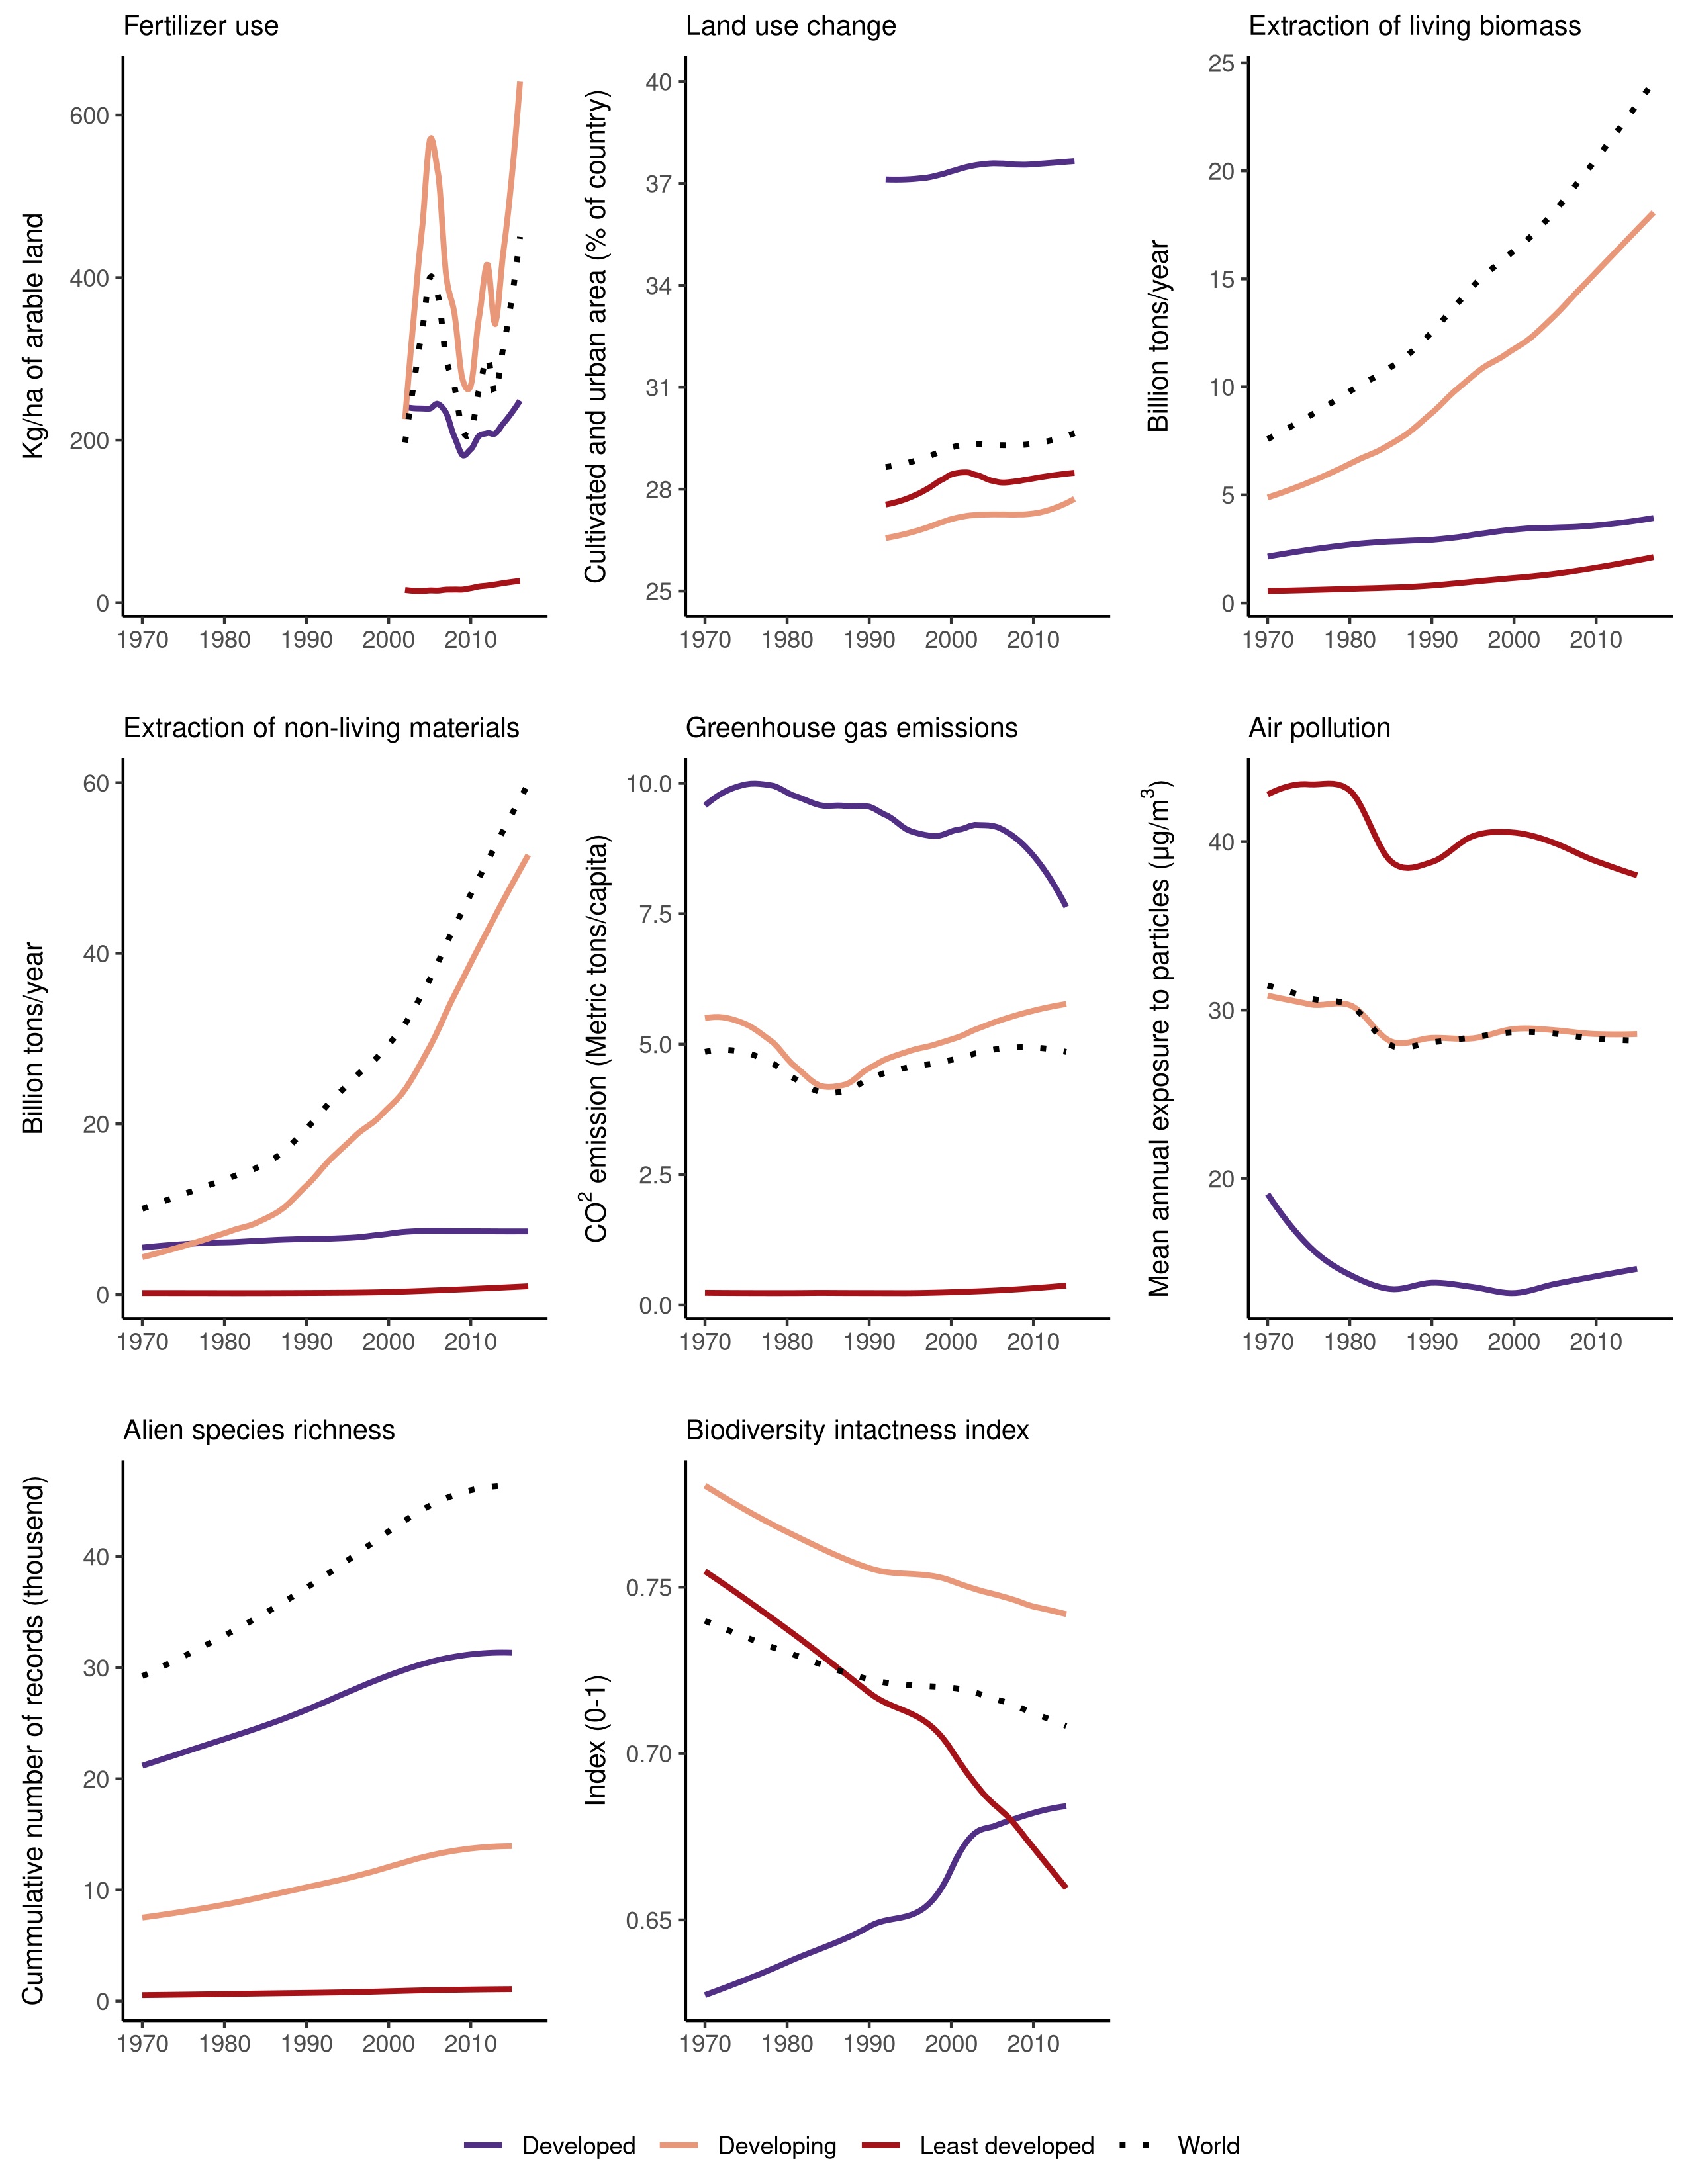 Fertilizer use
Kg/ha of arable land
600
400
200
0
1970 1980 1990 2000 2010
Land use change
Cultivated and urban area (% of country)
40
37
34
31
28
25
1970 1980 1990 2000 2010
Extraction of living biomass
Billion tons/year
25
20
15
10
5
0
1970 1980 1990 2000 2010
Extraction of non-living materials
Billion tons/year
60
40
20
0
1970 1980 1990 2000 2010
Greenhouse gas emissions
CO² emission (Metric tons/capita)
10.0
7.5
5.0
2.5
0.0
1970 1980 1990 2000 2010
Air pollution
Mean annual exposure to particles (µg/m³)
40
30
20
1970 1980 1990 2000 2010
Alien species richness
Cummulative number of records (thousend)
40
30
20
10
0
1970 1980 1990 2000 2010
Biodiversity intactness index
Index (0-1)
0.75
0.70
0.65
1970 1980 1990 2000 2010
Developed Developing Least developed World